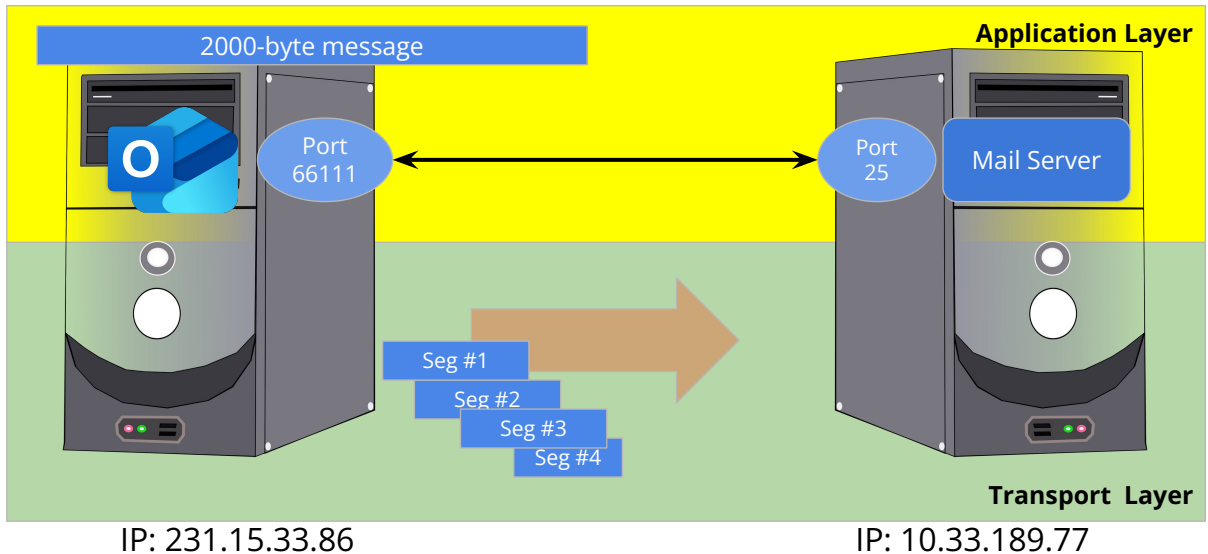 2000-byte message
Application Layer
O
Port
66111
Port
25
Mail Server
Seg #1
Seg #2
Seg #3
Seg #4
Transport Layer
IP: 231.15.33.86
IP: 10.33.189.77